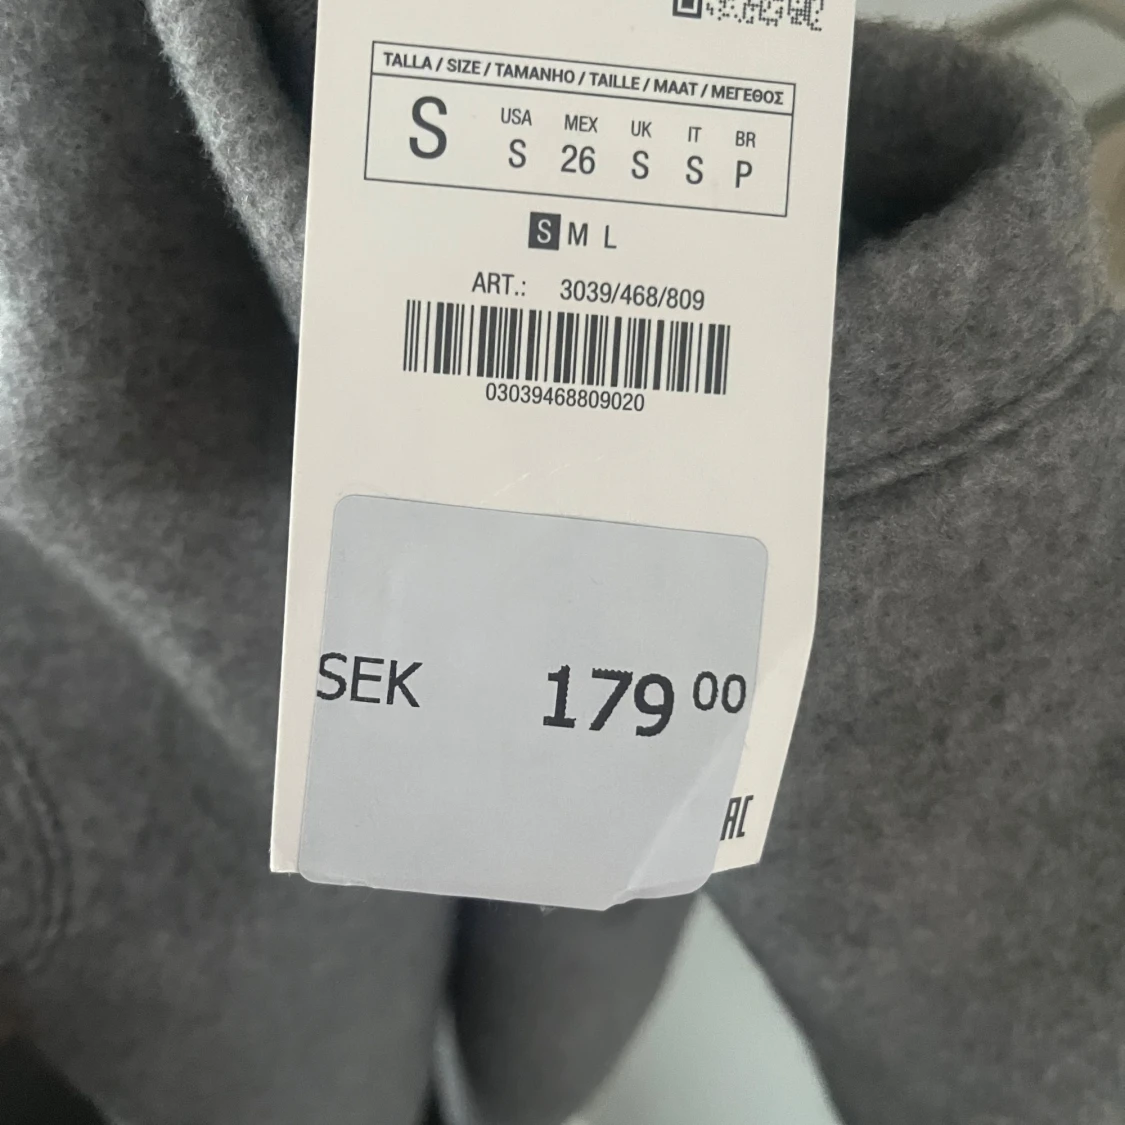 TALLA / SIZE / TAMANHO / TAILLE / MAAT / ΜΕΓΕΘΟΣ
S
USA MEX UK IT BR
S 26 S S P
S M L
ART.: 3039/468/809
03039468809020
SEK 179 00